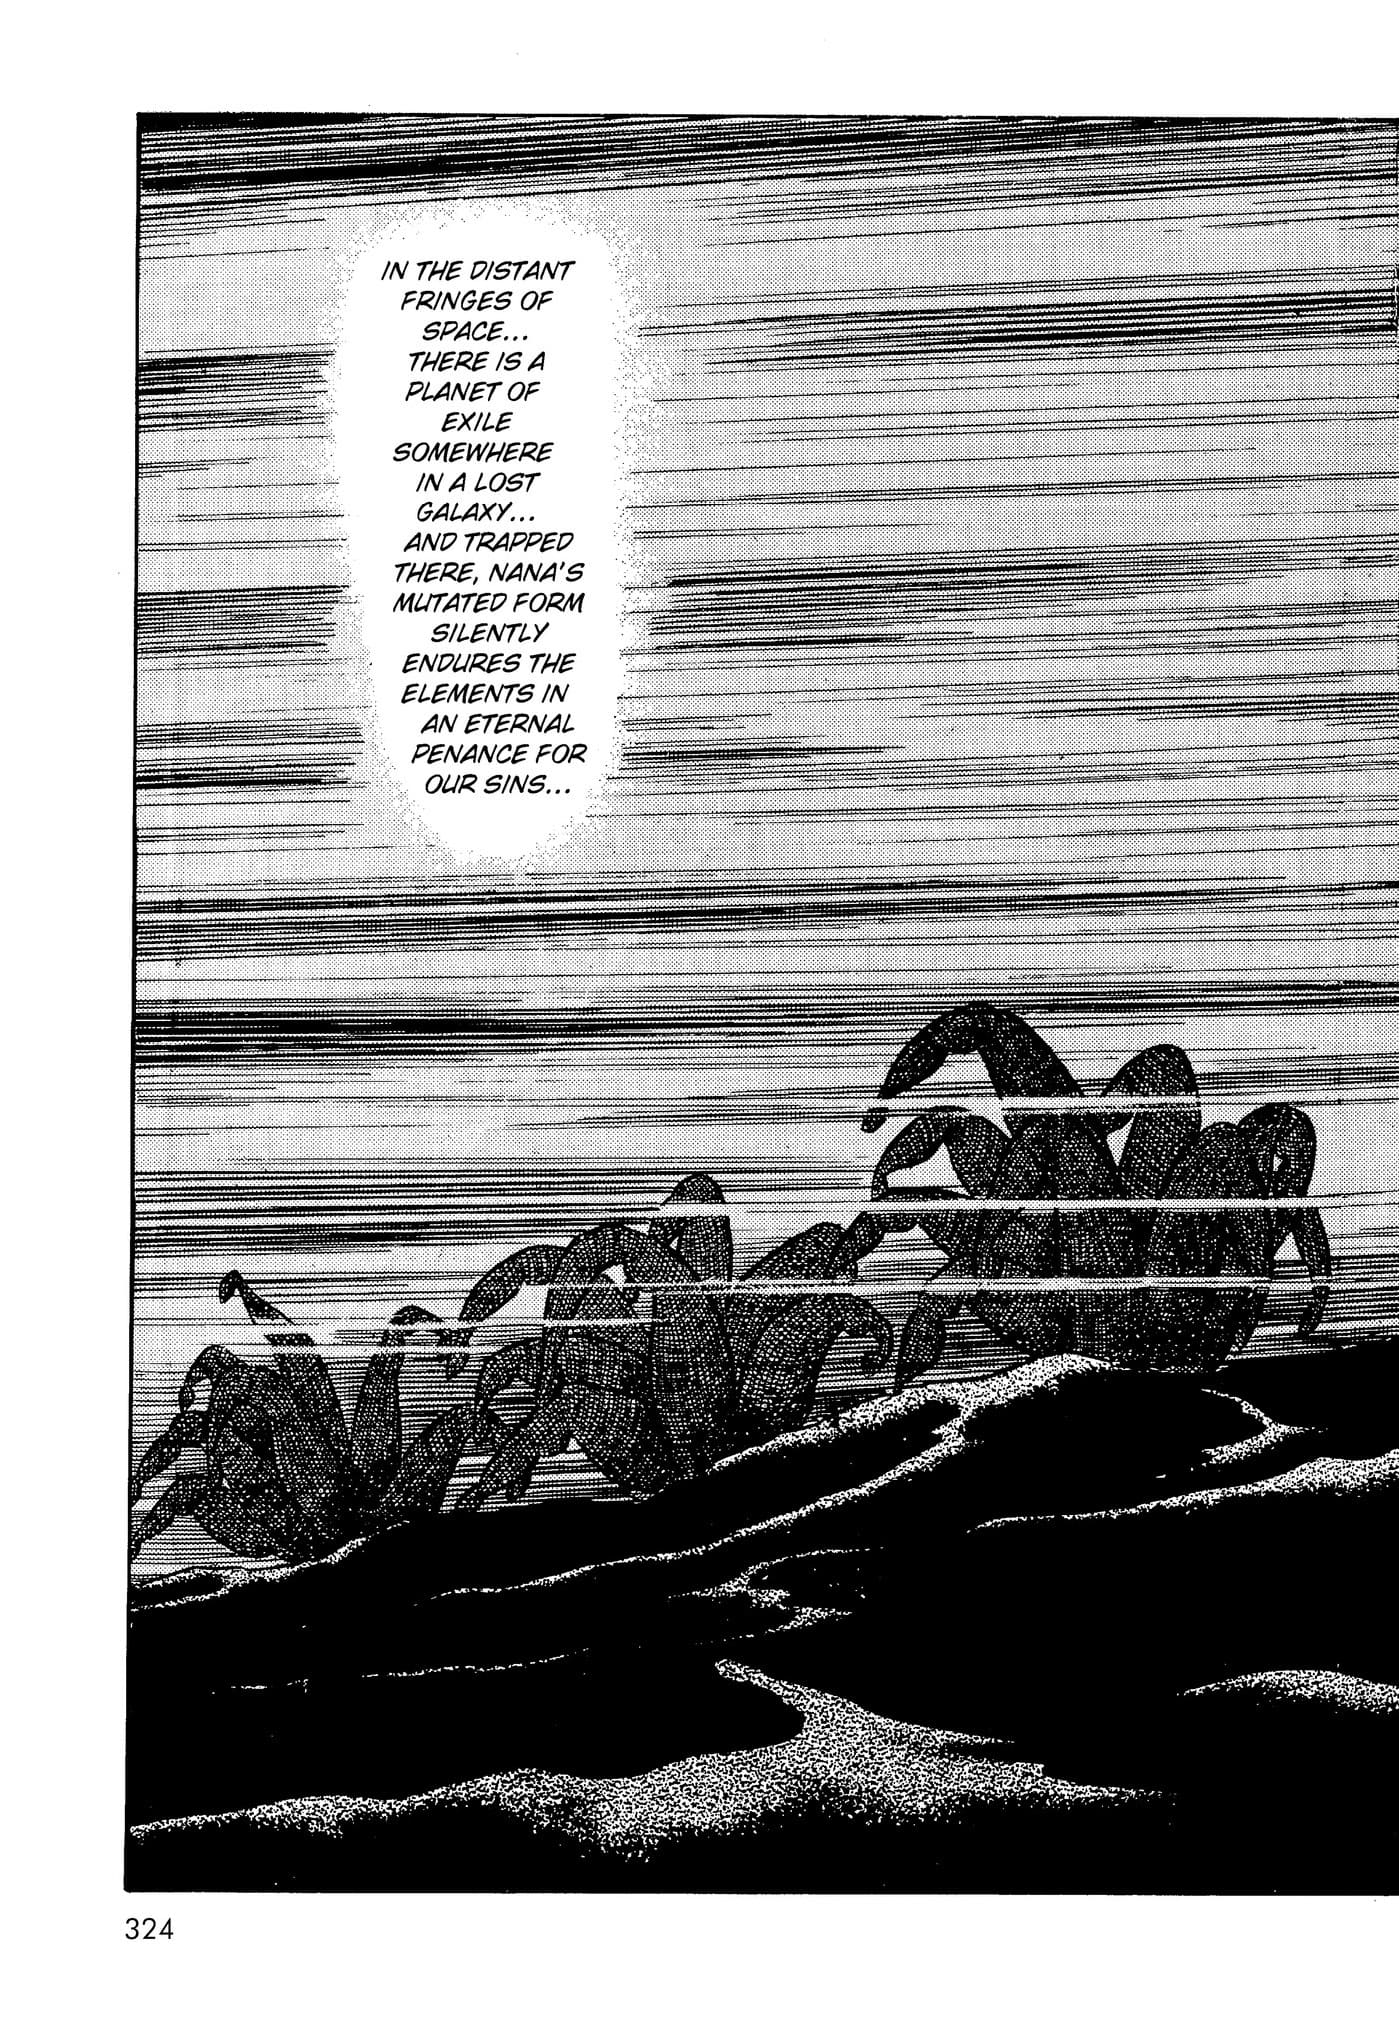 IN THE DISTANT
FRINGES OF
SPACE...
THERE IS A
PLANET OF
EXILE
SOMEWHERE
IN A LOST
GALAXY...
AND TRAPPED
THERE, NANA'S
MUTATED FORM
SILENTLY
ENDURES THE
ELEMENTS IN
AN ETERNAL
PENANCE FOR
OUR SINS...
324